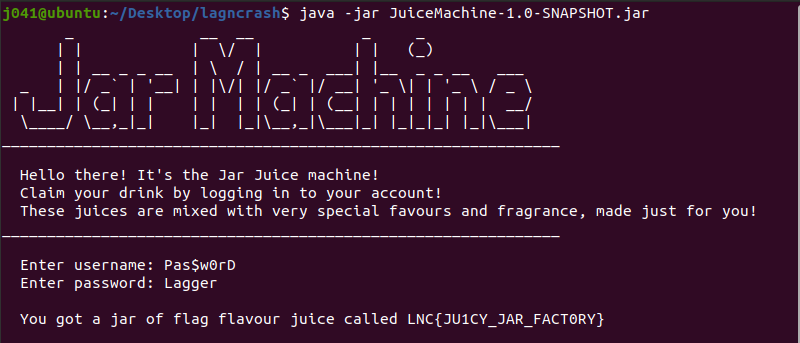 j041@ubuntu:~/Desktop/lagncrash$ java -jar JuiceMachine-1.0-SNAPSHOT.jar
Jar Machine
Hello there! It's the Jar Juice machine!
Claim your drink by logging in to your account!
These juices are mixed with very special favours and fragrance, made just for you!
Enter username: Pas$w0rD
Enter password: Lagger
You got a jar of flag flavour juice called LNC{JU1CY_JAR_FACT0RY}